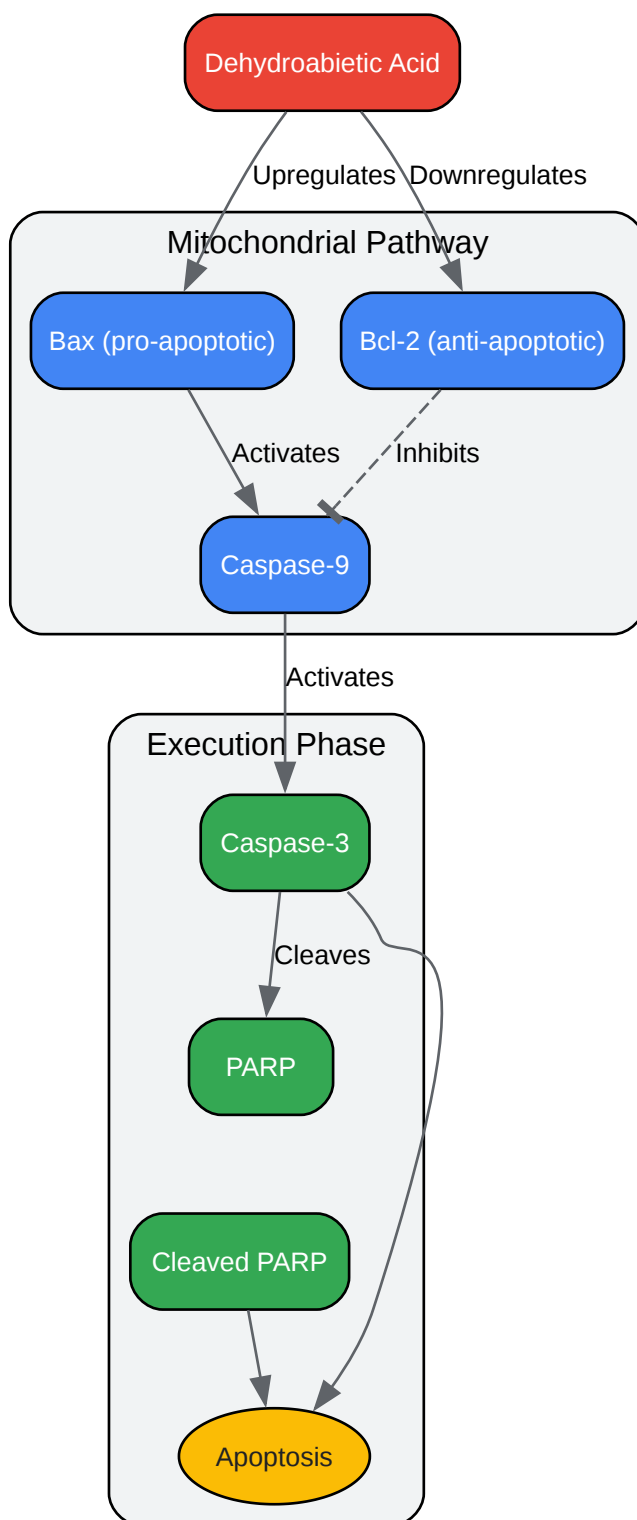 Dehydroabietic Acid
Upregulates
Downregulates
Mitochondrial Pathway
Bax (pro-apoptotic)
Bcl-2 (anti-apoptotic)
Activates
Inhibits
Caspase-9
Activates
Execution Phase
Caspase-3
Cleaves
PARP
Cleaved PARP
Apoptosis